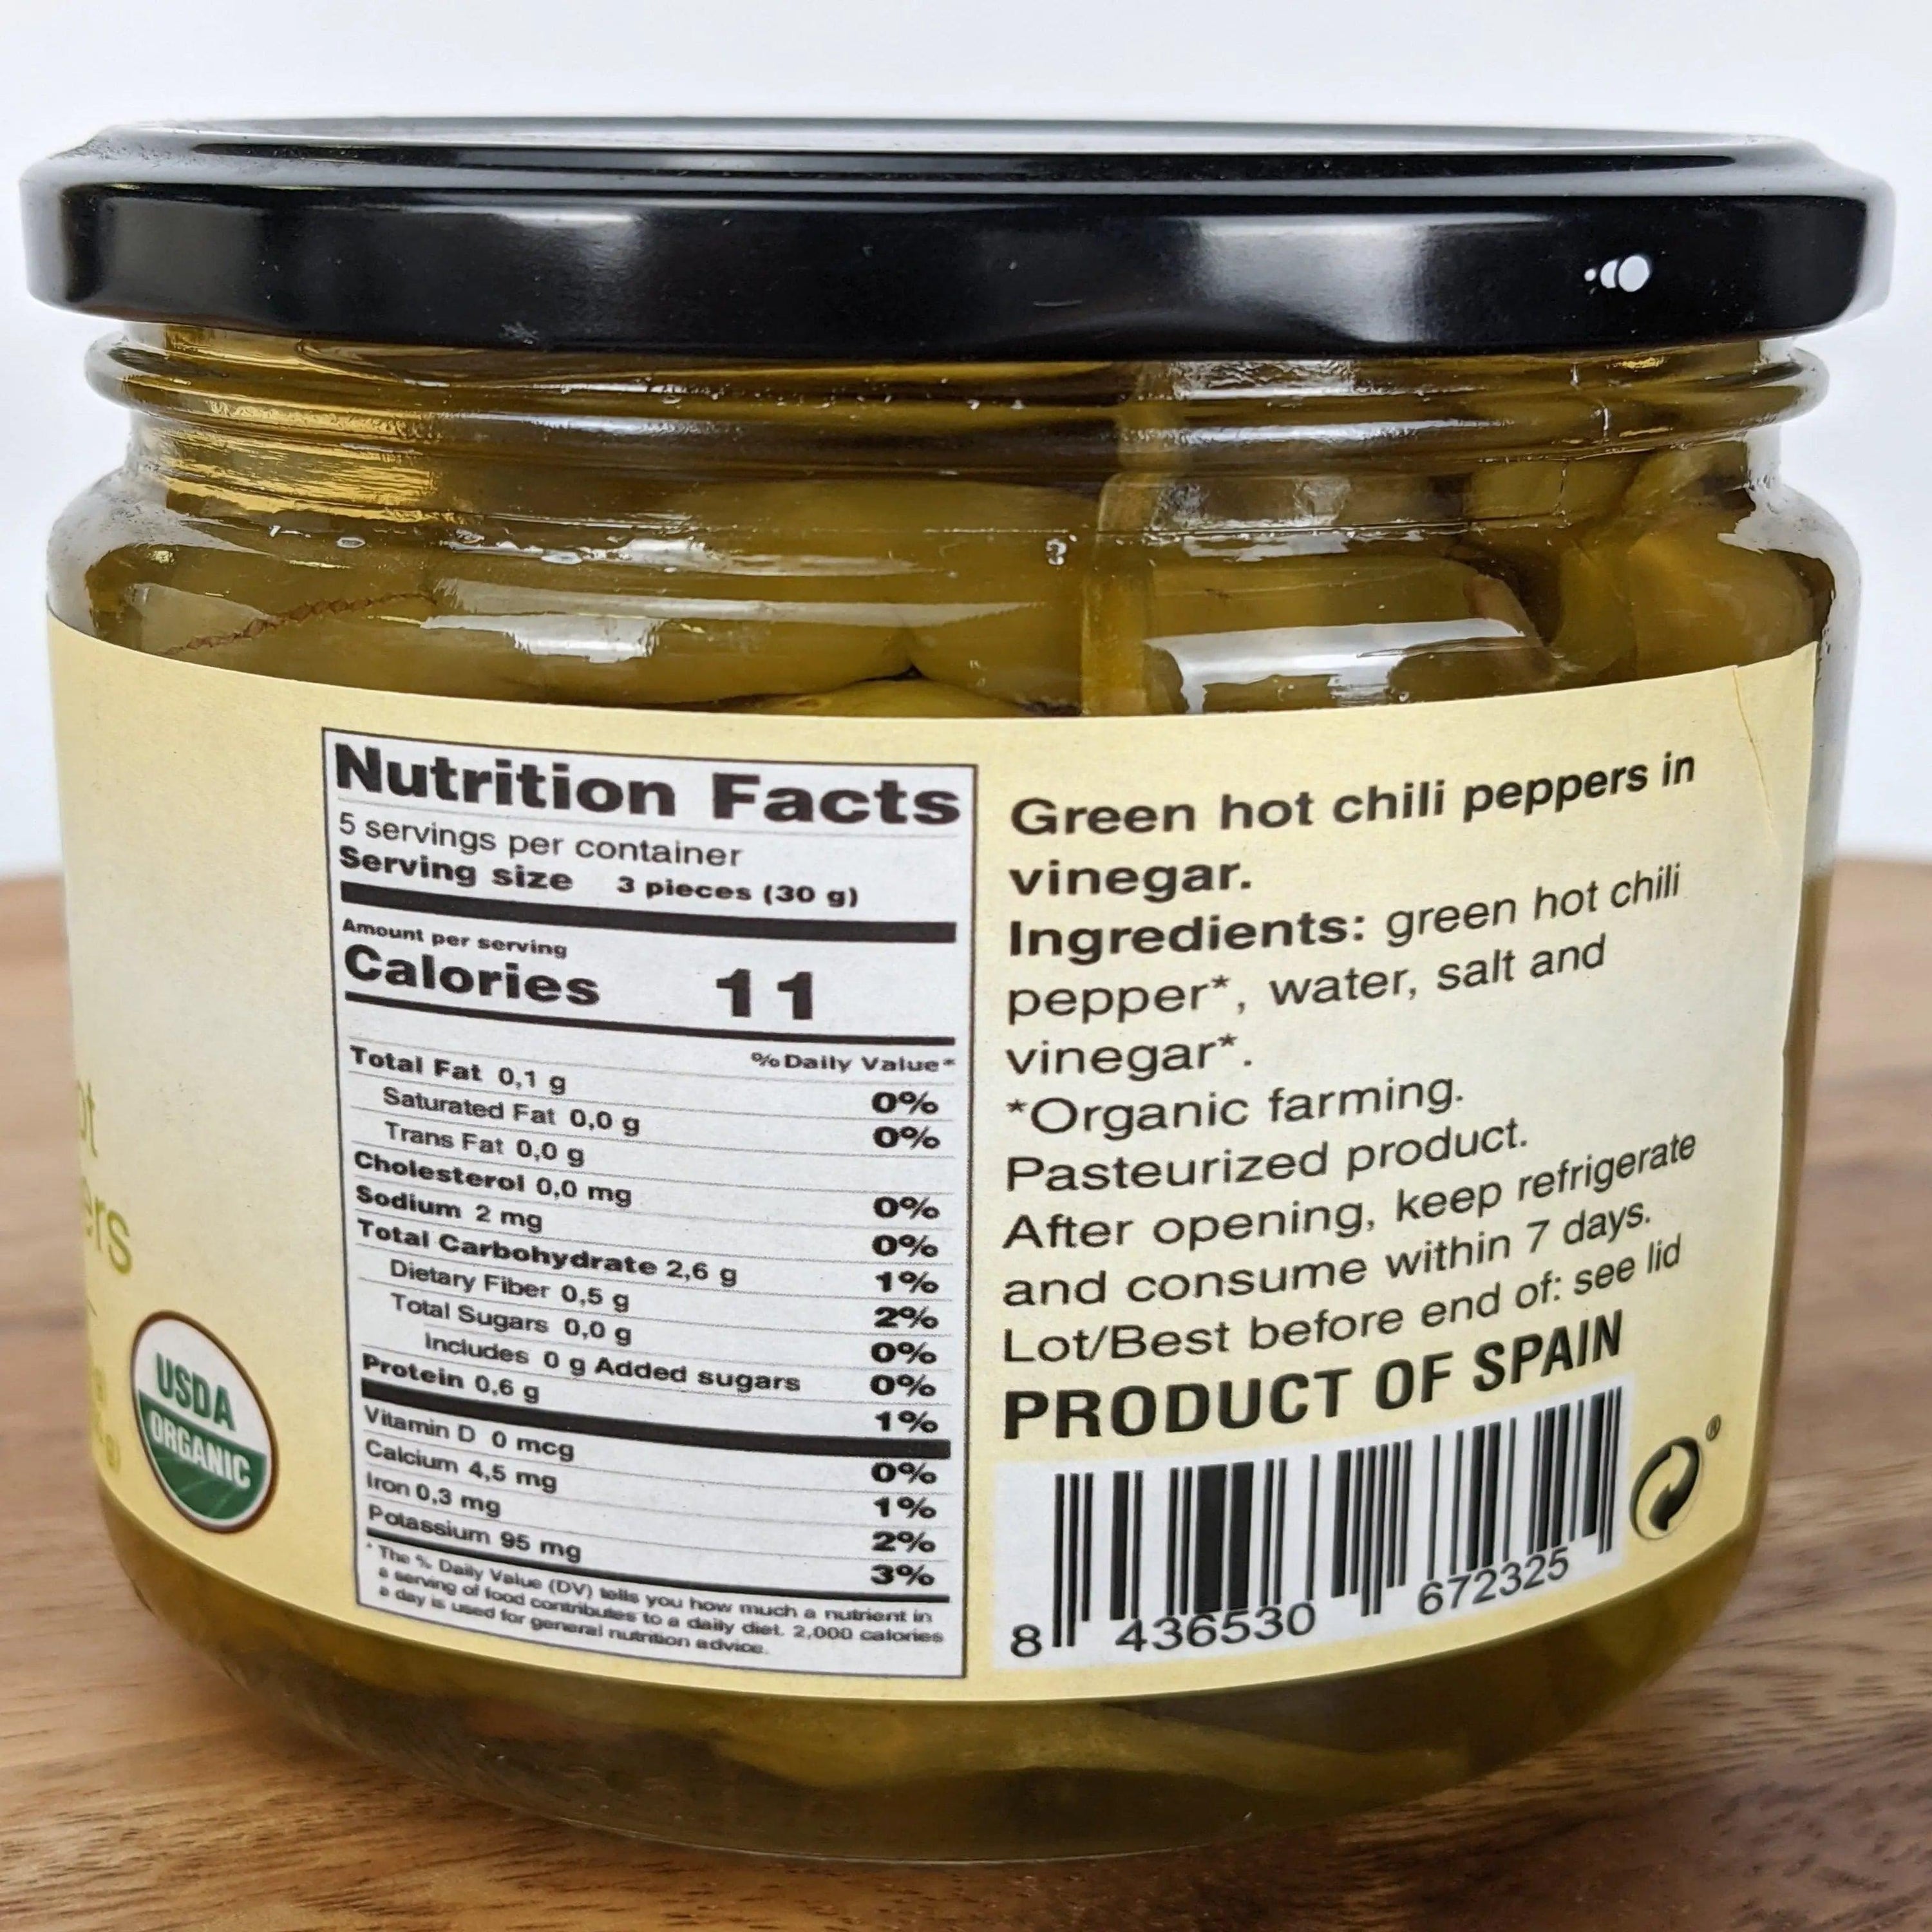 ot
ers
USDA
ORGANIC
Nutrition Facts
5 servings per container
Serving size 3 pieces (30 g)
Amount per serving
Calories 11
% Daily Value*
Total Fat 0,1 g 0%
Saturated Fat 0,0 g 0%
Trans Fat 0,0 g
Cholesterol 0,0 mg 0%
Sodium 2 mg 0%
Total Carbohydrate 2,6 g 1%
Dietary Fiber 0,5 g 2%
Total Sugars 0,0 g 0%
Includes 0 g Added sugars 0%
Protein 0,6 g 1%
Vitamin D 0 mcg 0%
Calcium 4,5 mg 1%
Iron 0,3 mg 2%
Potassium 95 mg 3%
* The % Daily Value (DV) tells you how much a nutrient in
a serving of food contributes to a daily diet. 2,000 calories
a day is used for general nutrition advice.
Green hot chili peppers in
vinegar.
Ingredients: green hot chili
pepper*, water, salt and
vinegar*.
*Organic farming.
Pasteurized product.
After opening, keep refrigerate
and consume within 7 days.
Lot/Best before end of: see lid
PRODUCT OF SPAIN
8 436530 672325
®